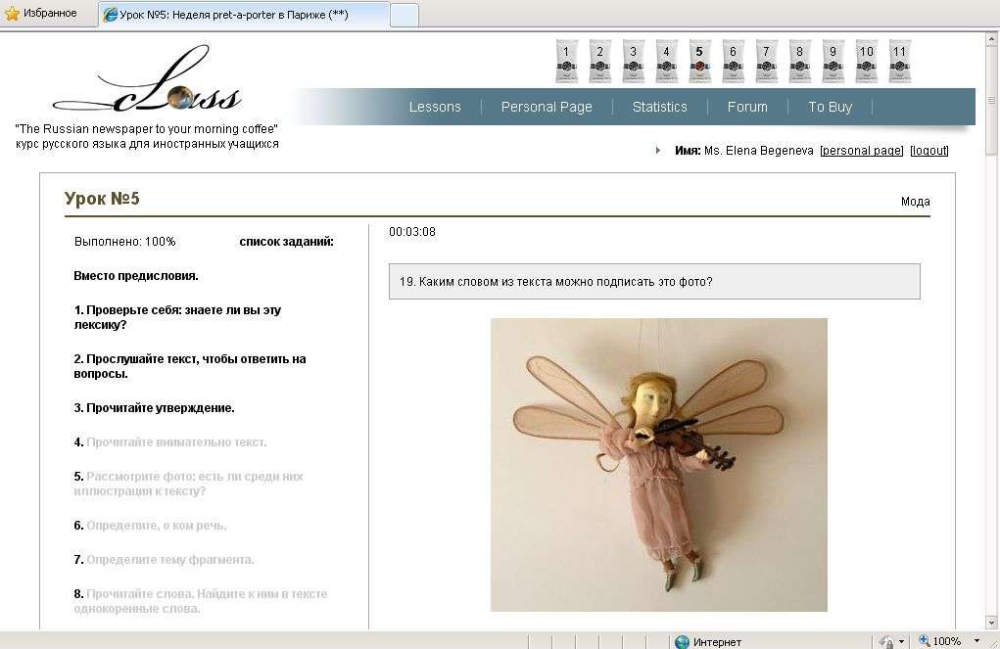 Избранное
Урок №5: Неделя pret-a-porter в Париже (**)
1 2 3 4 5 6 7 8 9 10 11
cLass
Lessons Personal Page Statistics Forum To Buy
"The Russian newspaper to your morning coffee"
курс русского языка для иностранных учащихся
Имя: Ms. Elena Begeneva [personal page] [logout]
Урок №5
Мода
Выполнено: 100% список заданий:
Вместо предисловия.
1. Проверьте себя: знаете ли вы эту
лексику?
2. Прослушайте текст, чтобы ответить на
вопросы.
3. Прочитайте утверждение.
4. Прочитайте внимательно текст.
5. Рассмотрите фото: есть ли среди них
иллюстрация к тексту?
6. Определите, о ком речь.
7. Определите тему фрагмента.
8. Прочитайте слова. Найдите к ним в тексте
однокоренные слова.
00:03:08
19. Каким словом из текста можно подписать это фото?
Интернет
100%